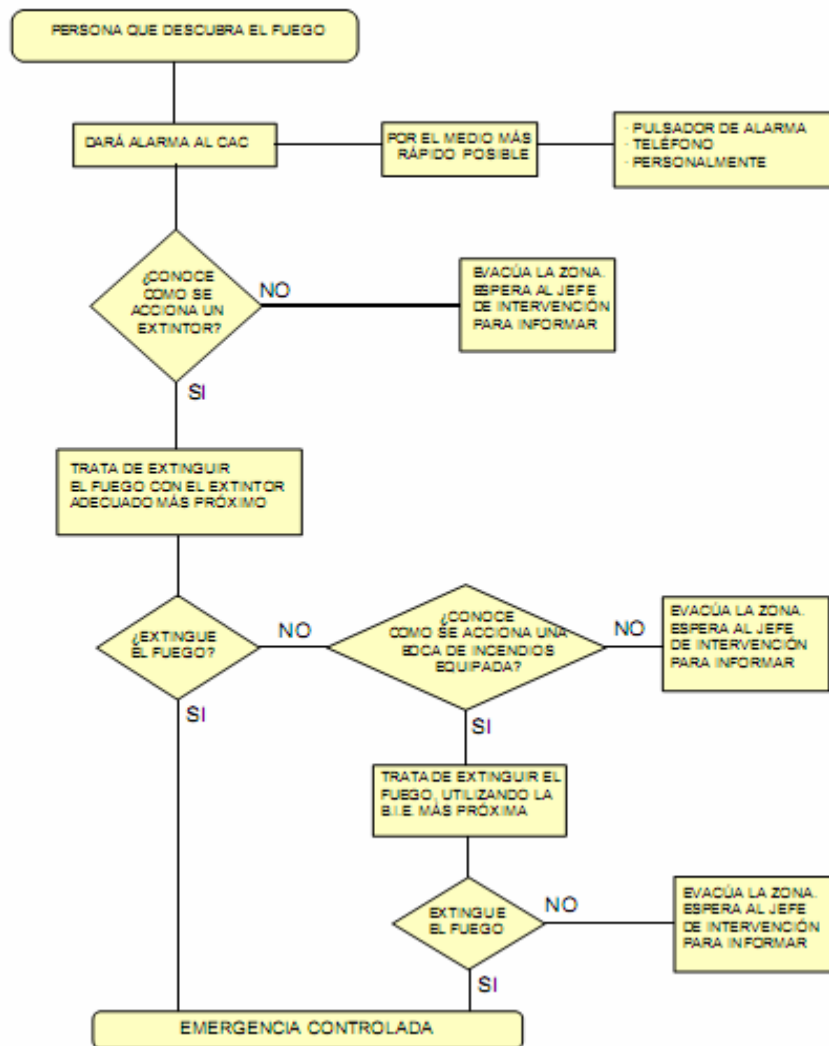 PERSONA QUE DESCUBRA EL FUEGO
DARÁ ALARMA AL CAC
POR EL MEDIO MÁS
RÁPIDO POSIBLE
· PULSADOR DE ALARMA
· TELÉFONO
· PERSONALMENTE
¿CONOCE
COMO SE
ACCIONA UN
EXTINTOR?
NO
EVACÚA LA ZONA.
ESPERA AL JEFE
DE INTERVENCIÓN
PARA INFORMAR
SI
TRATA DE EXTINGUIR
EL FUEGO CON EL EXTINTOR
ADECUADO MÁS PRÓXIMO
¿EXTINGUE
EL FUEGO?
NO
¿CONOCE
COMO SE ACCIONA UNA
BOCA DE INCENDIOS
EQUIPADA?
NO
EVACÚA LA ZONA.
ESPERA AL JEFE
DE INTERVENCIÓN
PARA INFORMAR
SI
SI
TRATA DE EXTINGUIR EL
FUEGO, UTILIZANDO LA
B.I.E. MÁS PRÓXIMA
EXTINGUE
EL FUEGO
NO
EVACÚA LA ZONA.
ESPERA AL JEFE
DE INTERVENCIÓN
PARA INFORMAR
SI
EMERGENCIA CONTROLADA